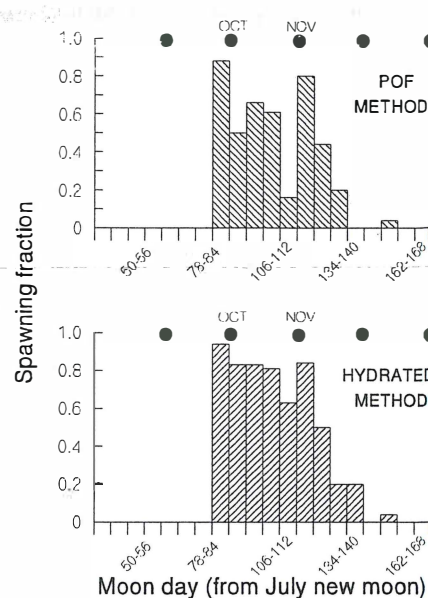 OCT NOV
1.0
0.8
0.6
0.4
0.2
0
POF
METHOD
50-56 78-84 106-112 134-140 162-168
Spawning fraction
OCT NOV
1.0
0.8
0.6
0.4
0.2
0
HYDRATED
METHOD
50-56 78-84 106-112 134-140 162-168
Moon day (from July new moon)